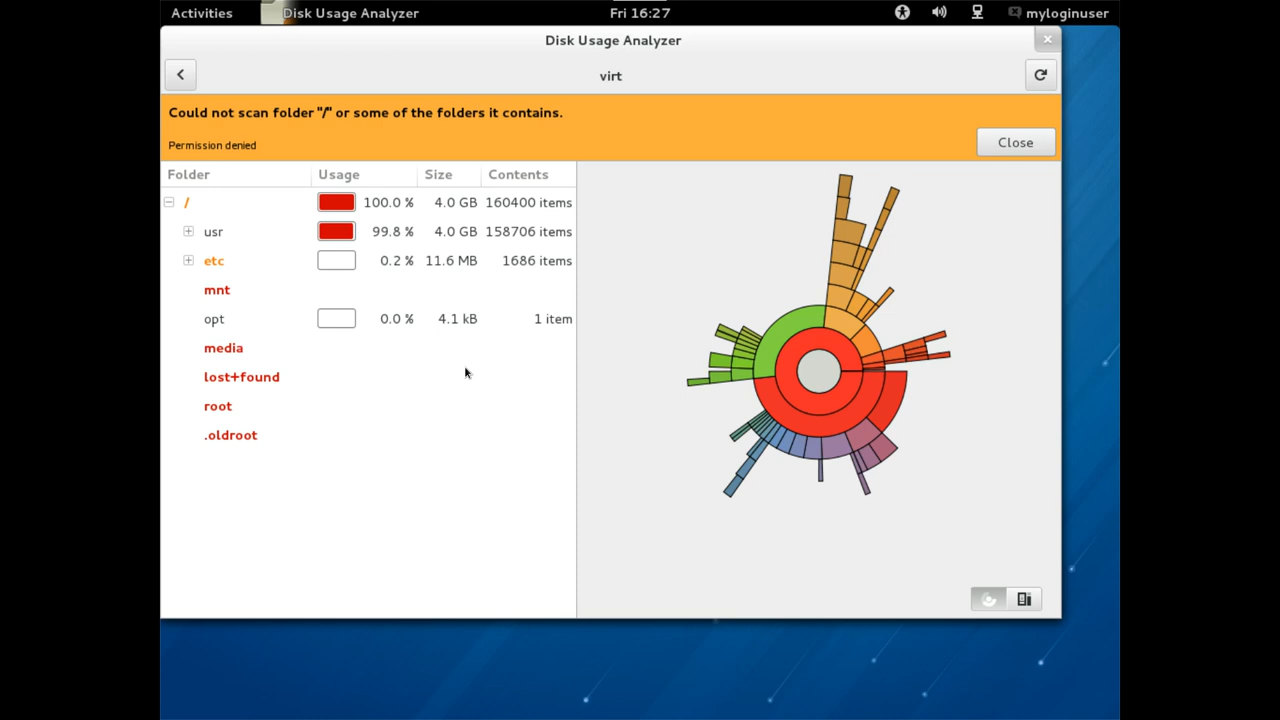 Activities Disk Usage Analyzer Fri 16:27 myloginuser
Disk Usage Analyzer
virt
Could not scan folder "/" or some of the folders it contains.
Permission denied
Close
Folder Usage Size Contents
/ 100.0 % 4.0 GB 160400 items
usr 99.8 % 4.0 GB 158706 items
etc 0.2 % 11.6 MB 1686 items
mnt
opt 0.0 % 4.1 kB 1 item
media
lost+found
root
.oldroot